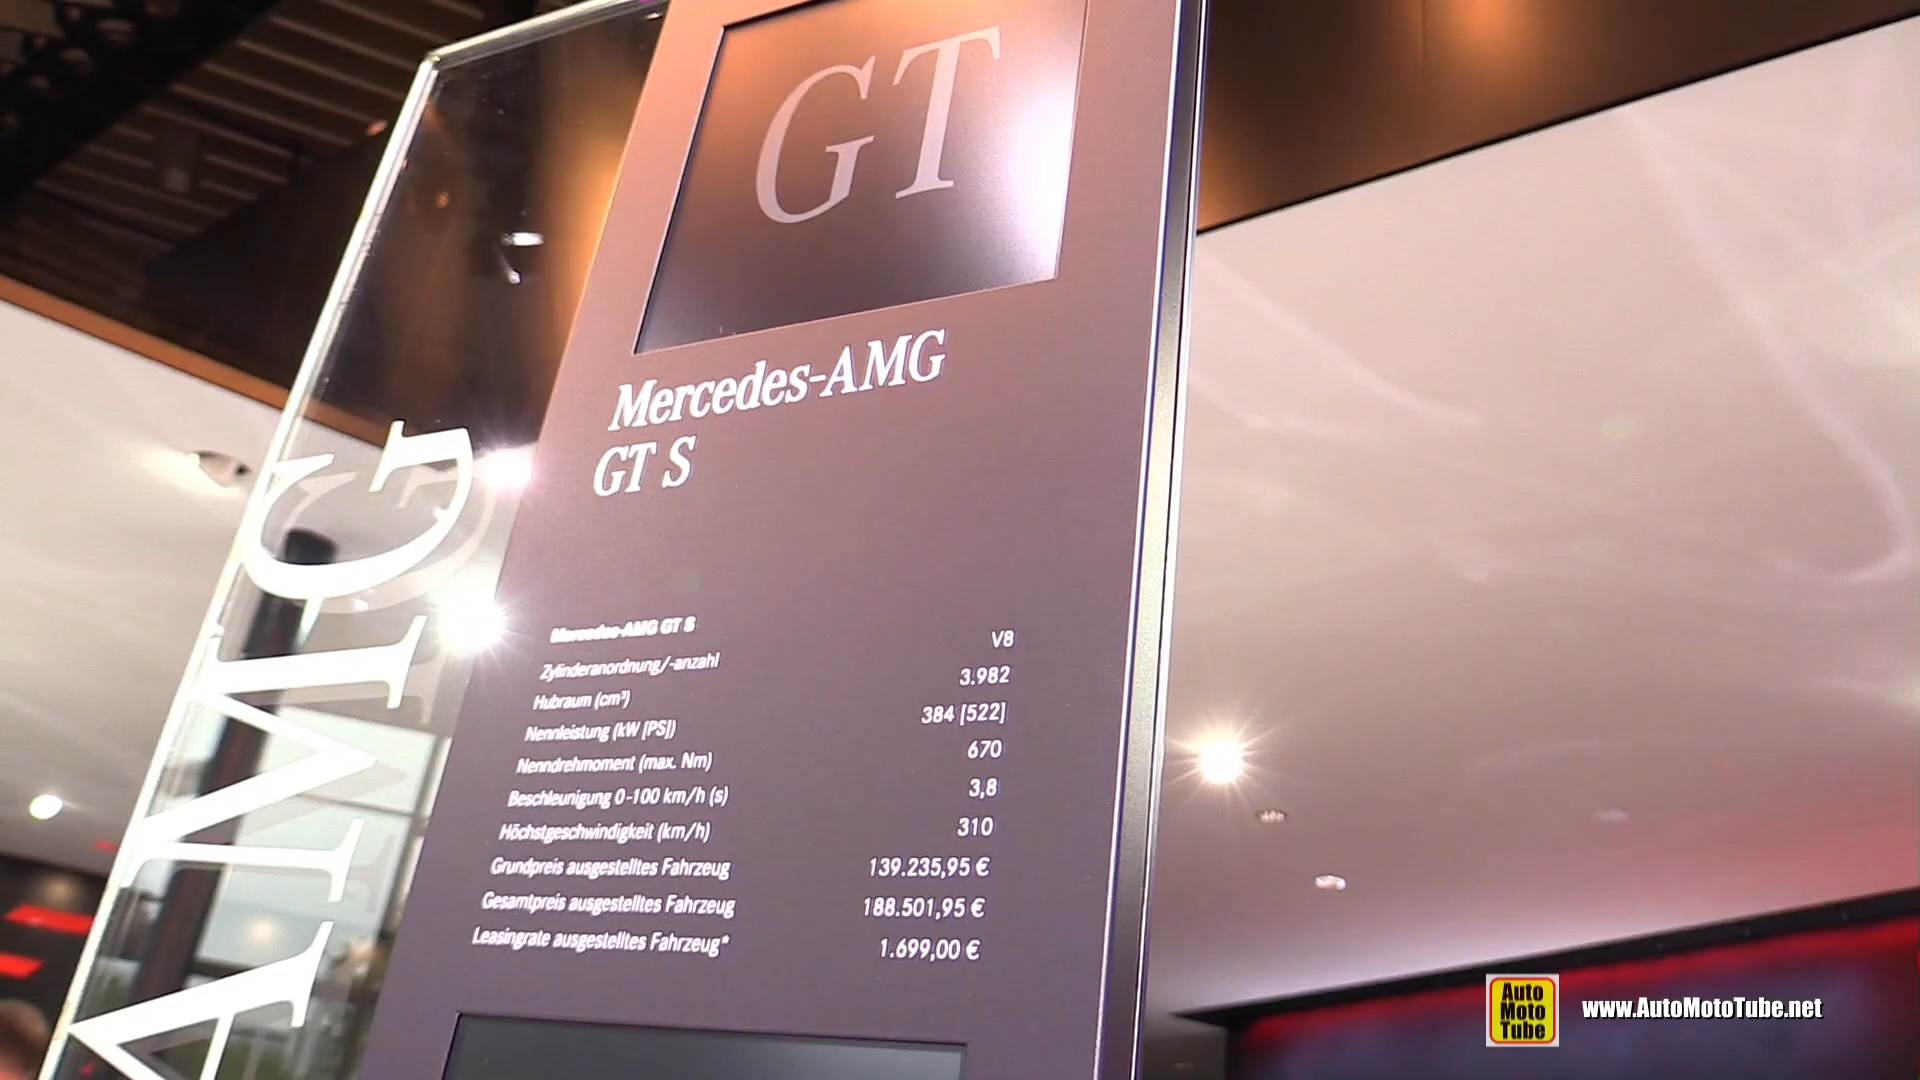 GT
Mercedes-AMG
GT S
Mercedes-AMG GT S
Zylinderanordnung/-anzahl V8
Hubraum (cm³) 3.982
Nennleistung (kW [PS]) 384 [522]
Nenndrehmoment (max. Nm) 670
Beschleunigung 0-100 km/h (s) 3,8
Höchstgeschwindigkeit (km/h) 310
Grundpreis ausgestelltes Fahrzeug 139.235,95 €
Gesamtpreis ausgestelltes Fahrzeug 188.501,95 €
Leasingrate ausgestelltes Fahrzeug* 1.699,00 €
AMG
Auto
Moto
Tube
www.AutoMotoTube.net